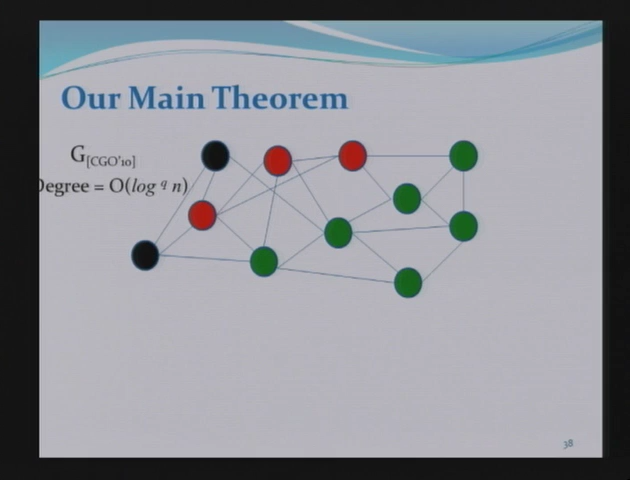 Our Main Theorem
G[CGO'10]
Degree = O(log q n)
38